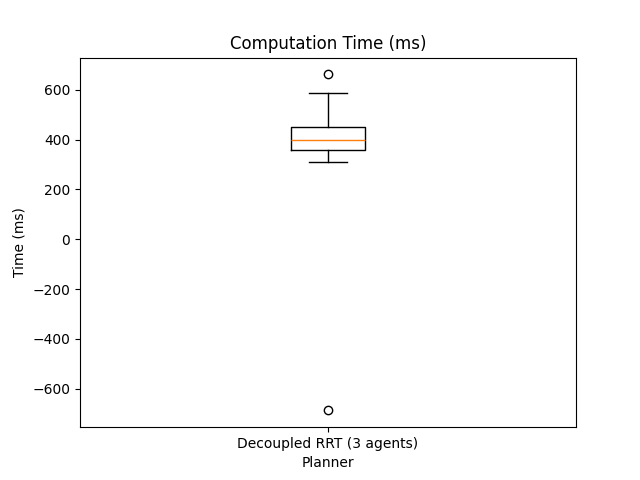 Computation Time (ms)
600
400
200
0
−200
−400
−600
Time (ms)
Decoupled RRT (3 agents)
Planner